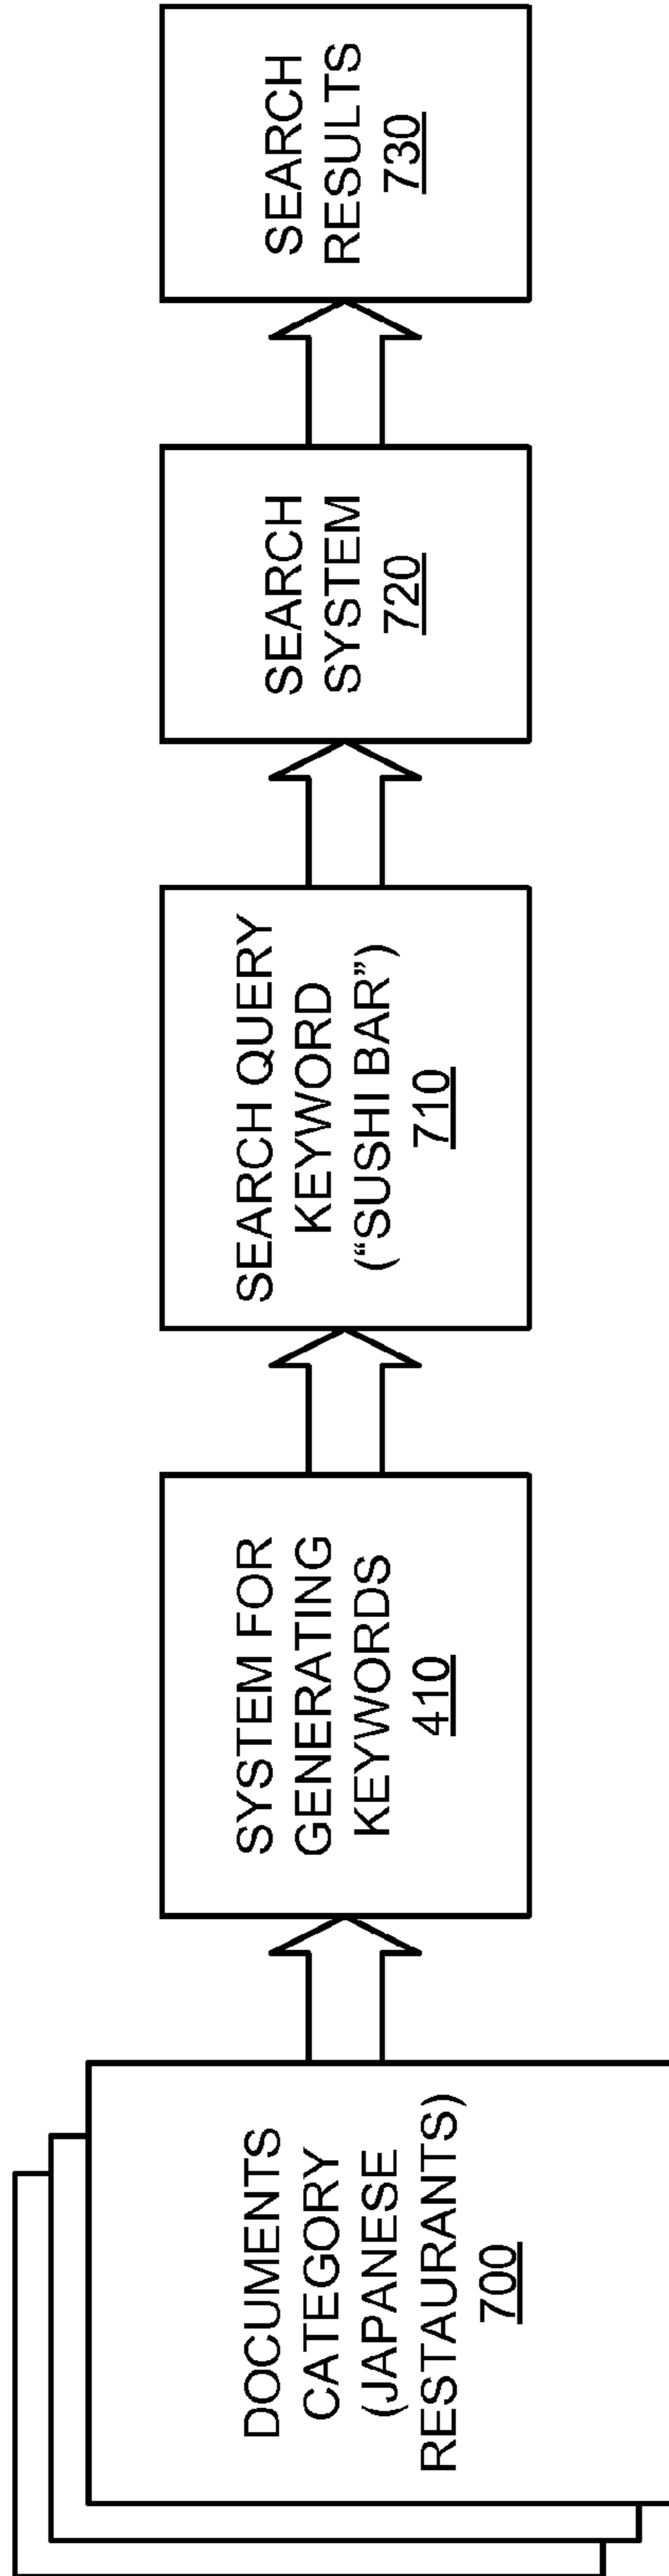 DOCUMENTS
CATEGORY
(JAPANESE
RESTAURANTS)
700
SYSTEM FOR
GENERATING
KEYWORDS
410
SEARCH QUERY
KEYWORD
(“SUSHI BAR”)
710
SEARCH
SYSTEM
720
SEARCH
RESULTS
730